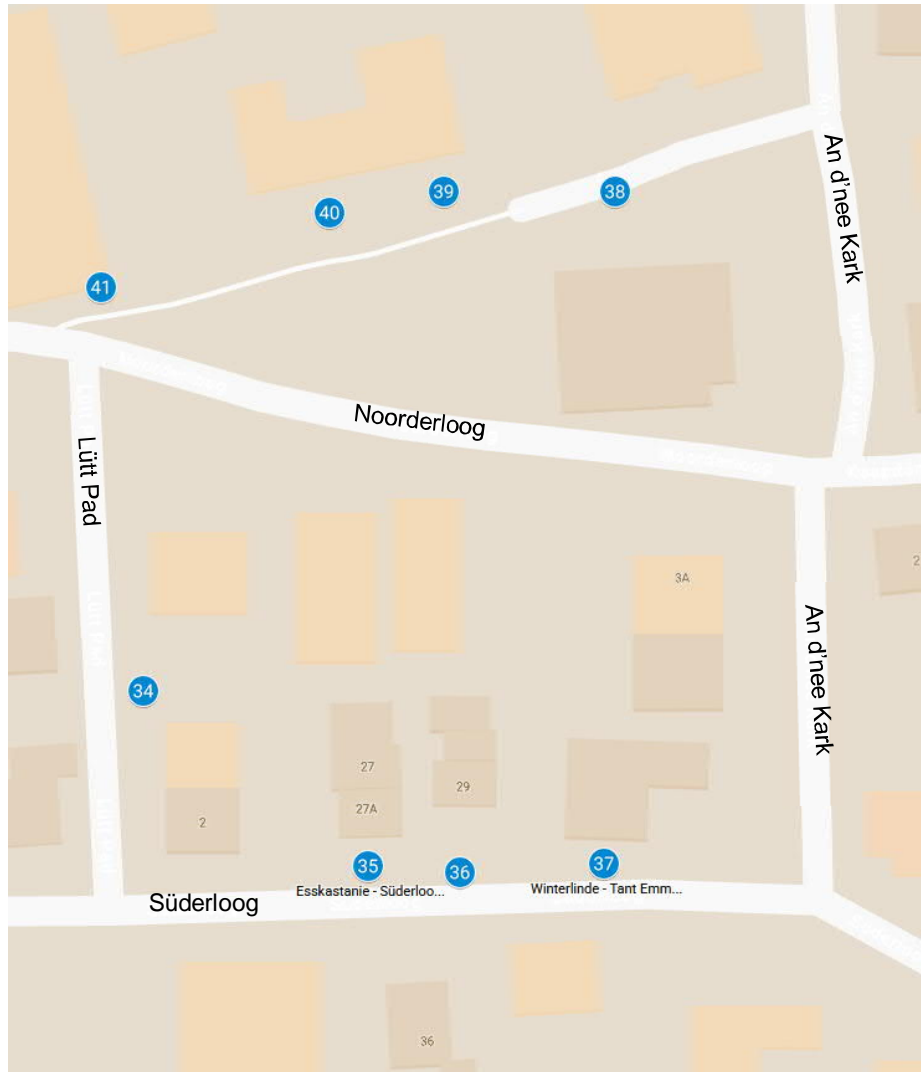 An d'nee Kark
39
38
40
41
Noorderloog
Lütt Pad
2
3A
An d'nee Kark
34
27
29
27A
2
35
36
37
Esskastanie - Süderloo...
Winterlinde - Tant Emm...
Süderloog
36